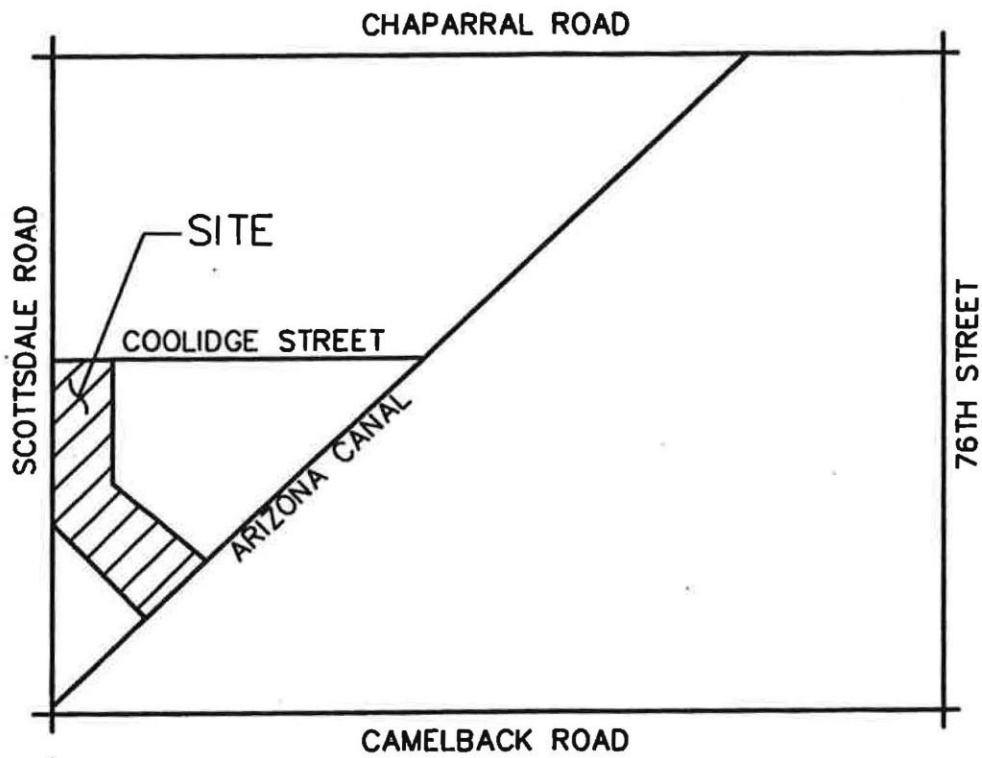 CHAPARRAL ROAD
SITE
SCOTTSDALE ROAD
COOLIDGE STREET
ARIZONA CANAL
76TH STREET
CAMELBACK ROAD